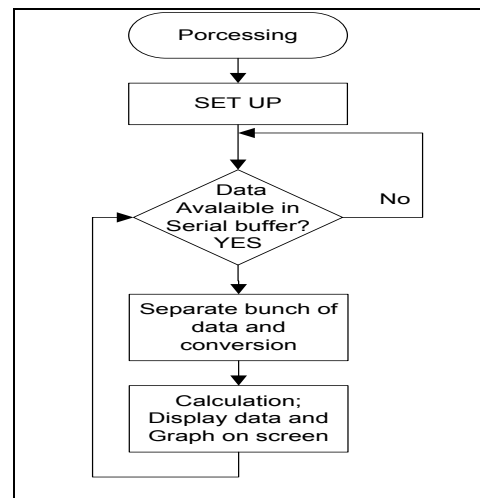 Porcessing
SET UP
Data
Avalaible in
Serial buffer?
YES
No
Separate bunch of
data and
conversion
Calculation;
Display data and
Graph on screen